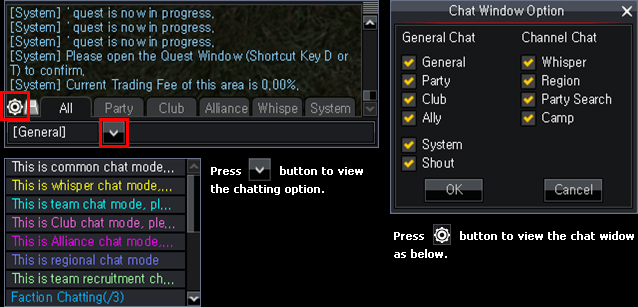 [System] ' quest is now in progress,
[System] ' quest is now in progress,
[System] ' quest is now in progress,
[System] ' quest is now in progress,
[System] Please open the Quest Window (Shortcut Key D or
T) to confirm,
[System] Current Trading Fee of this area is 0,00%,
All Party Club Alliance Whispe System
[General]
This is common chat mode,...
This is whisper chat mode,...
This is team chat mode, pl...
This is Club chat mode, ple...
This is Alliance chat mode,...
This is regional chat mode
This is team recruitment ch...
Faction Chatting(/3)
Press button to view
the chatting option.
Chat Window Option
General Chat Channel Chat
General Whisper
Party Region
Club Party Search
Ally Camp
System
Shout
OK Cancel
Press button to view the chat widow
as below.